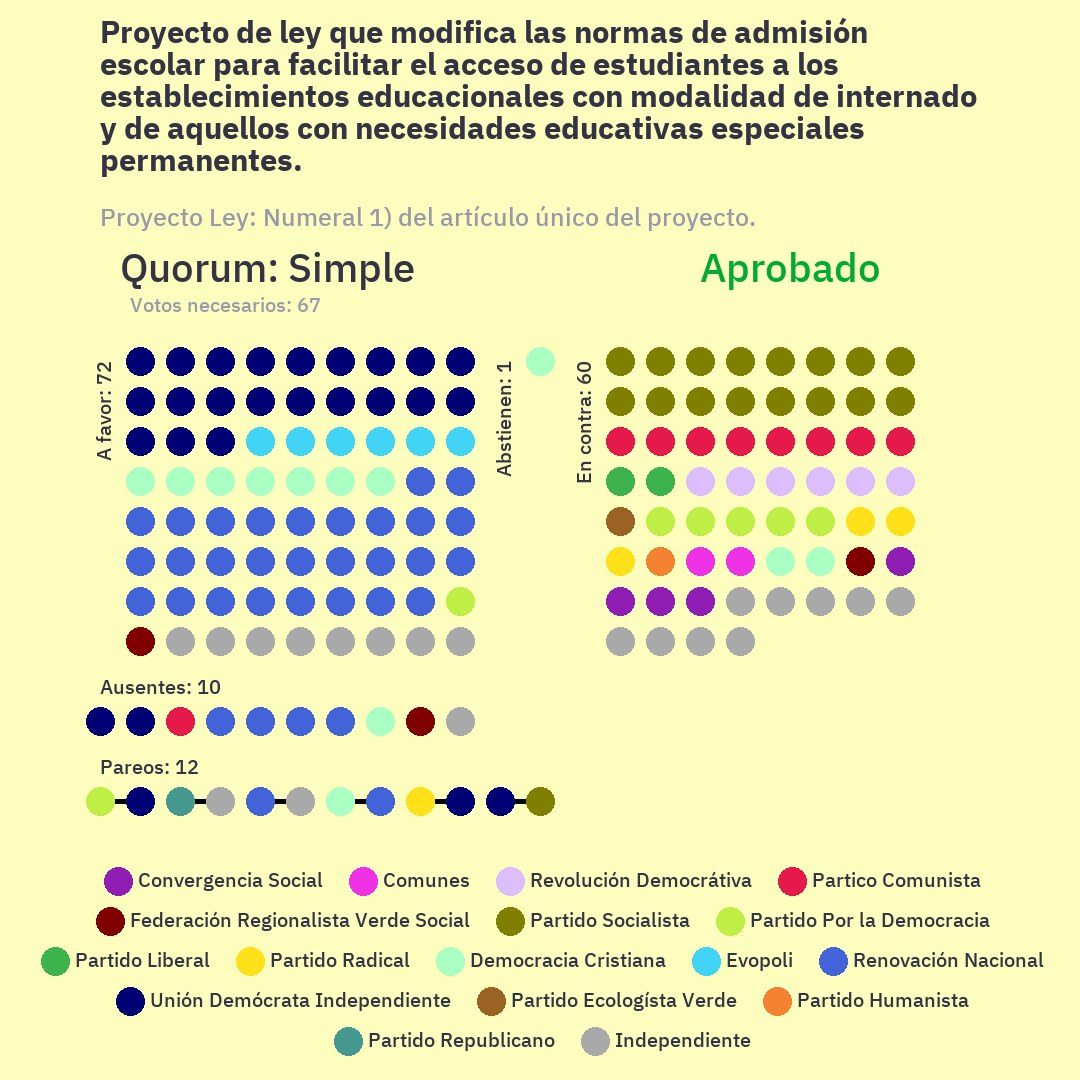 Proyecto de ley que modifica las normas de admisión
escolar para facilitar el acceso de estudiantes a los
establecimientos educacionales con modalidad de internado
y de aquellos con necesidades educativas especiales
permanentes.
Proyecto Ley: Numeral 1) del artículo único del proyecto.
Quorum: Simple
Aprobado
Votos necesarios: 67
A favor: 72
Abstienen: 1
En contra: 60
Ausentes: 10
Pareos: 12
Convergencia Social Comunes Revolución Democrátiva Partico Comunista
Federación Regionalista Verde Social Partido Socialista Partido Por la Democracia
Partido Liberal Partido Radical Democracia Cristiana Evopoli Renovación Nacional
Unión Demócrata Independiente Partido Ecologísta Verde Partido Humanista
Partido Republicano Independiente